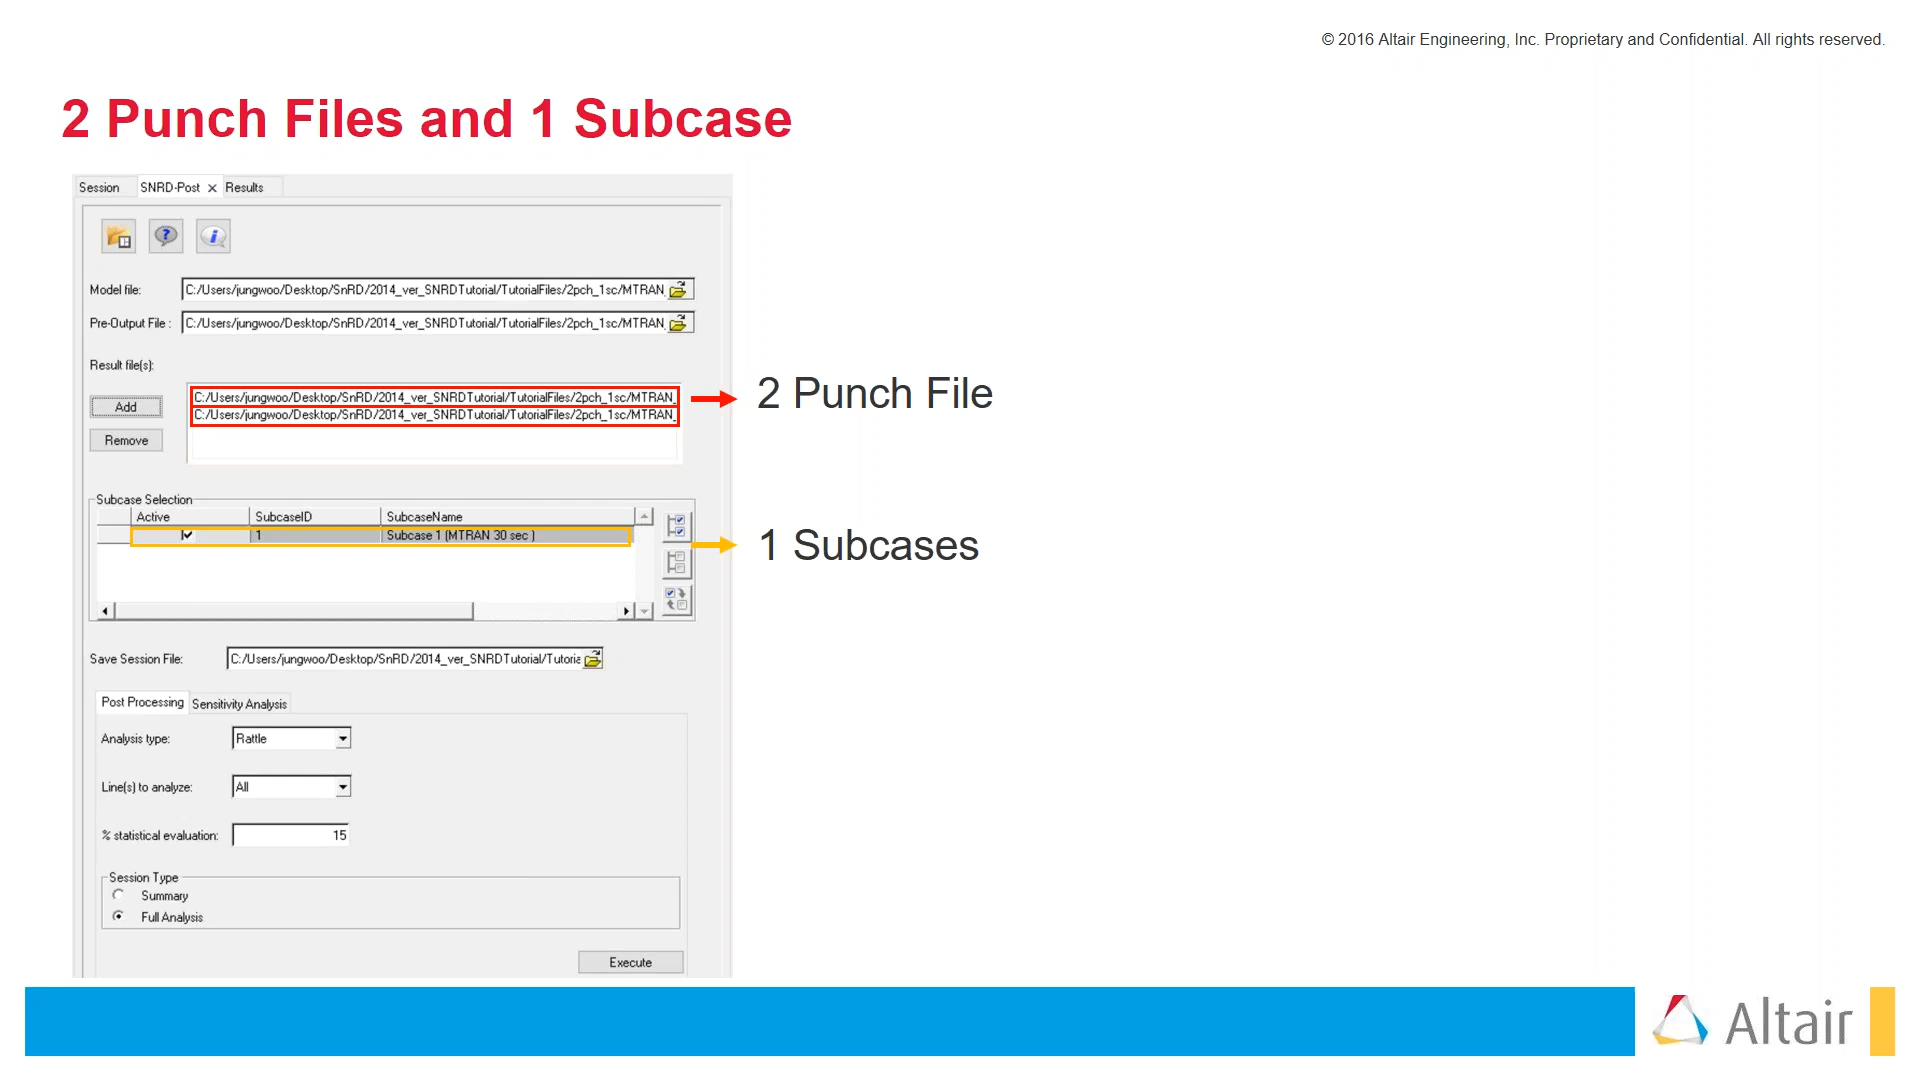 © 2016 Altair Engineering, Inc. Proprietary and Confidential. All rights reserved.
2 Punch Files and 1 Subcase
Session SNRD-Post Results
Model file: C:/Users/jungwoo/Desktop/SnRD/2014_ver_SNRDTutorial/TutorialFiles/2pch_1sc/MTRAN_
Pre-Output File : C:/Users/jungwoo/Desktop/SnRD/2014_ver_SNRDTutorial/TutorialFiles/2pch_1sc/MTRAN_
Result file(s):
C:/Users/jungwoo/Desktop/SnRD/2014_ver_SNRDTutorial/TutorialFiles/2pch_1sc/MTRAN_
C:/Users/jungwoo/Desktop/SnRD/2014_ver_SNRDTutorial/TutorialFiles/2pch_1sc/MTRAN_
Add
Remove
2 Punch File
Subcase Selection
Active SubcaseID SubcaseName
1 Subcase 1 (MTRAN 30 sec )
1 Subcases
Save Session File: C:/Users/jungwoo/Desktop/SnRD/2014_ver_SNRDTutorial/Tutoria
Post Processing Sensitivity Analysis
Analysis type: Rattle
Line(s) to analyze: All
% statistical evaluation: 15
Session Type
Summary
Full Analysis
Execute
Altair